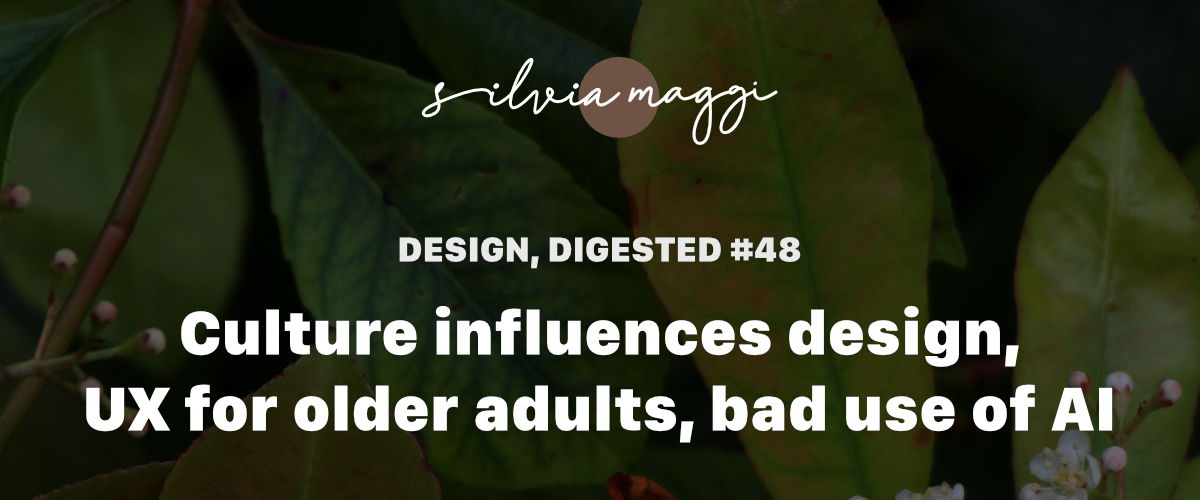 silvia maggi
DESIGN, DIGESTED #48
Culture influences design,
UX for older adults, bad use of AI